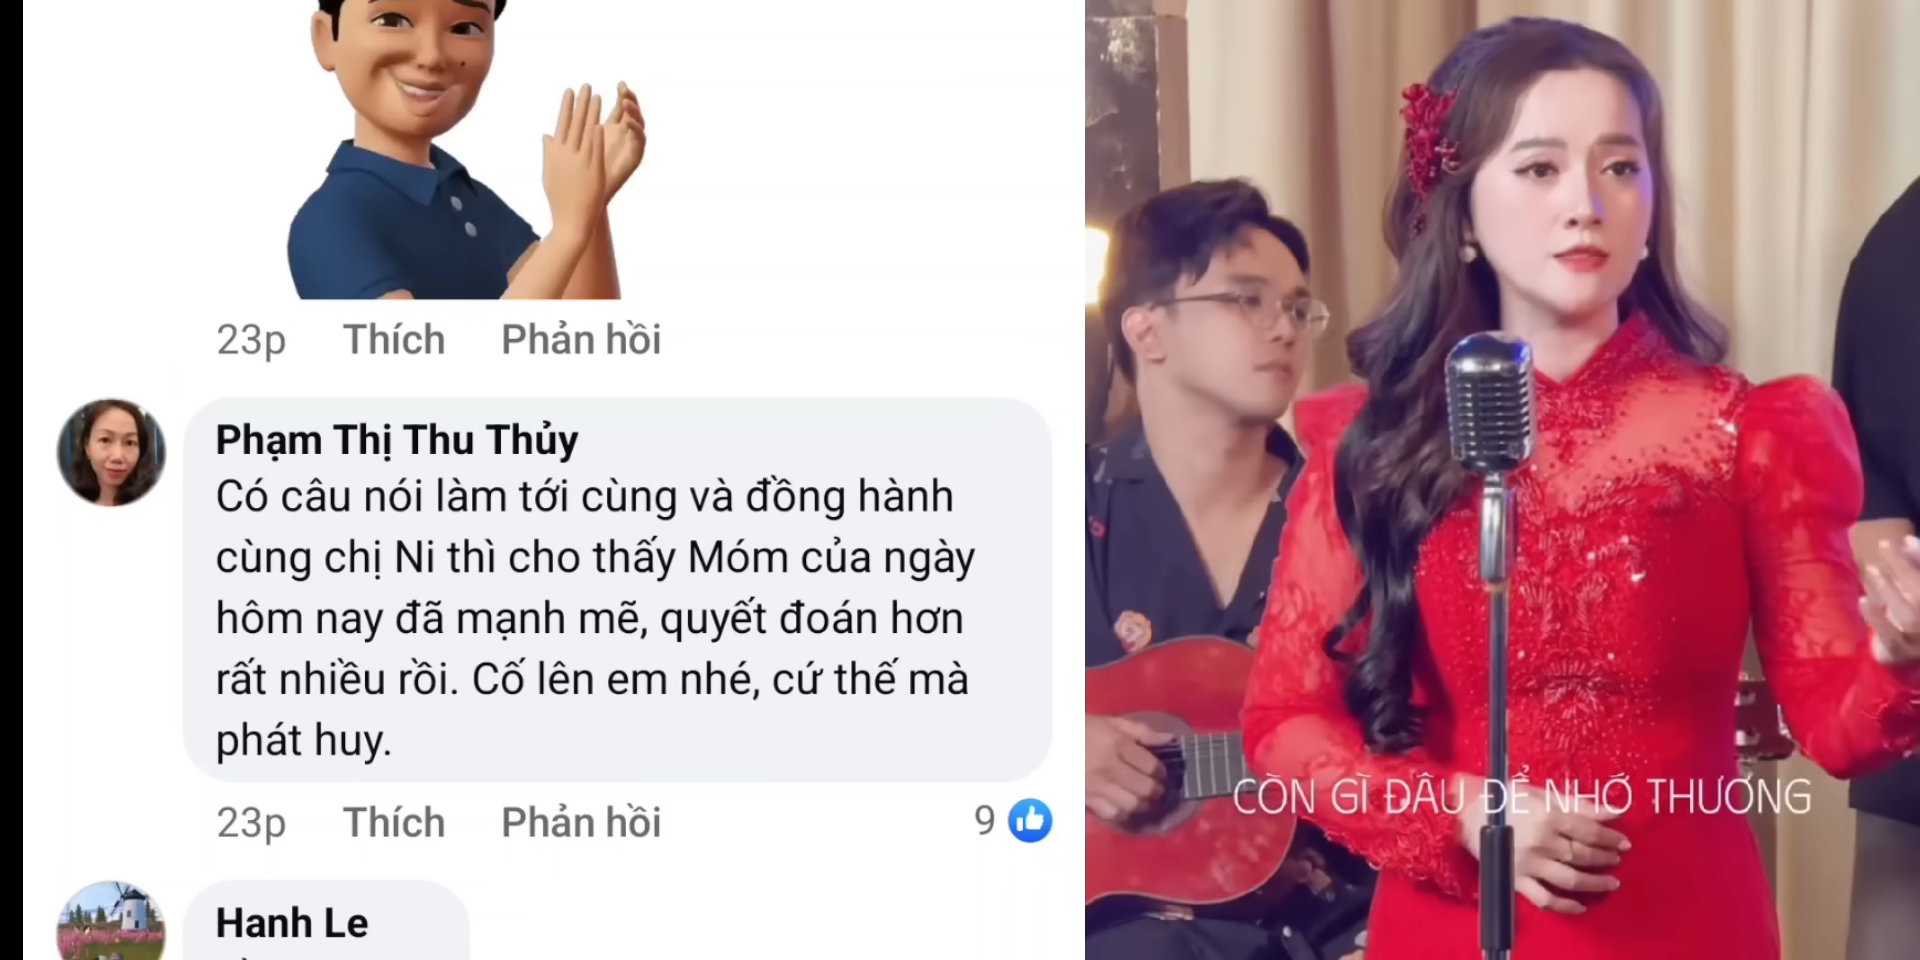 23p Thích Phản hồi
Phạm Thị Thu Thủy
Có câu nói làm tới cùng và đồng hành
cùng chị Ni thì cho thấy Móm của ngày
hôm nay đã mạnh mẽ, quyết đoán hơn
rất nhiều rồi. Cố lên em nhé, cứ thế mà
phát huy.
23p Thích Phản hồi 9
Hanh Le
CÒN GÌ ĐÂU ĐỂ NHỚ THƯƠNG